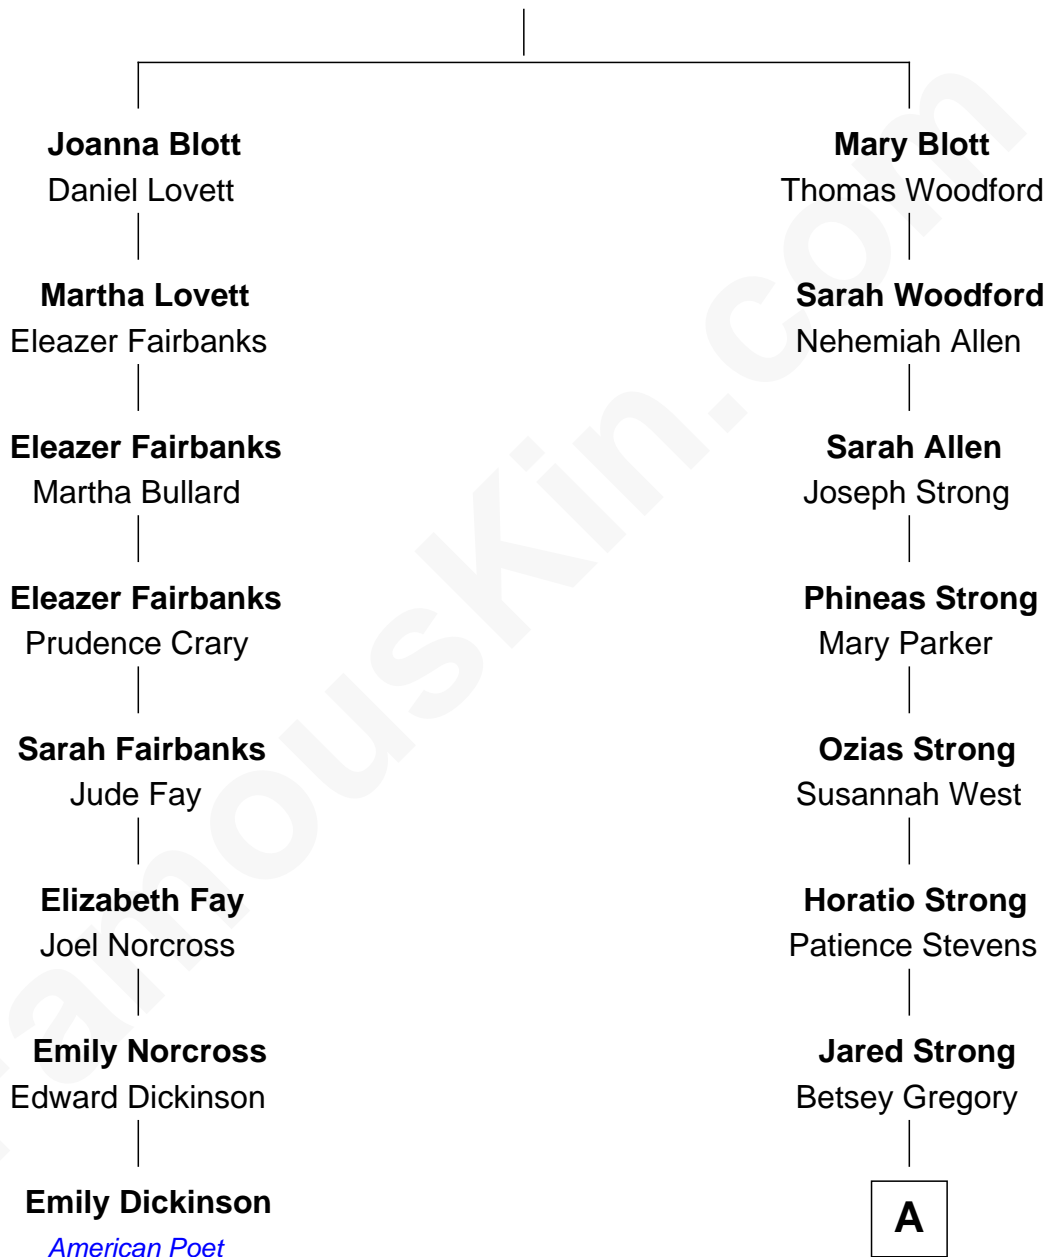 Joanna Blott
Daniel Lovett
Martha Lovett
Eleazer Fairbanks
Eleazer Fairbanks
Martha Bullard
Eleazer Fairbanks
Prudence Crary
Sarah Fairbanks
Jude Fay
Elizabeth Fay
Joel Norcross
Emily Norcross
Edward Dickinson
Emily Dickinson
American Poet
Mary Blott
Thomas Woodford
Sarah Woodford
Nehemiah Allen
Sarah Allen
Joseph Strong
Phineas Strong
Mary Parker
Ozias Strong
Susannah West
Horatio Strong
Patience Stevens
Jared Strong
Betsey Gregory
A
FamousKin.com